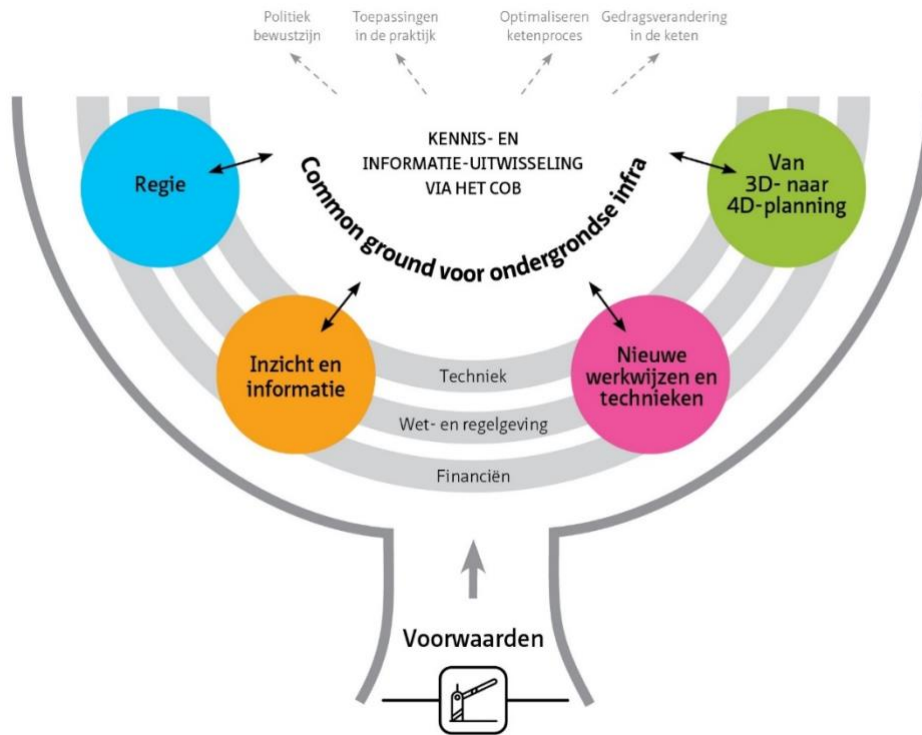 Politiek
bewustzijn
Toepassingen
in de praktijk
Optimaliseren
ketenproces
Gedragsverandering
in de keten
KENNIS- EN
INFORMATIE-UITWISSELING
VIA HET COB
Common ground voor ondergrondse infra
Regie
Van
3D- naar
4D-planning
Inzicht en
informatie
Nieuwe
werkwijzen en
technieken
Techniek
Wet- en regelgeving
Financiën
Voorwaarden